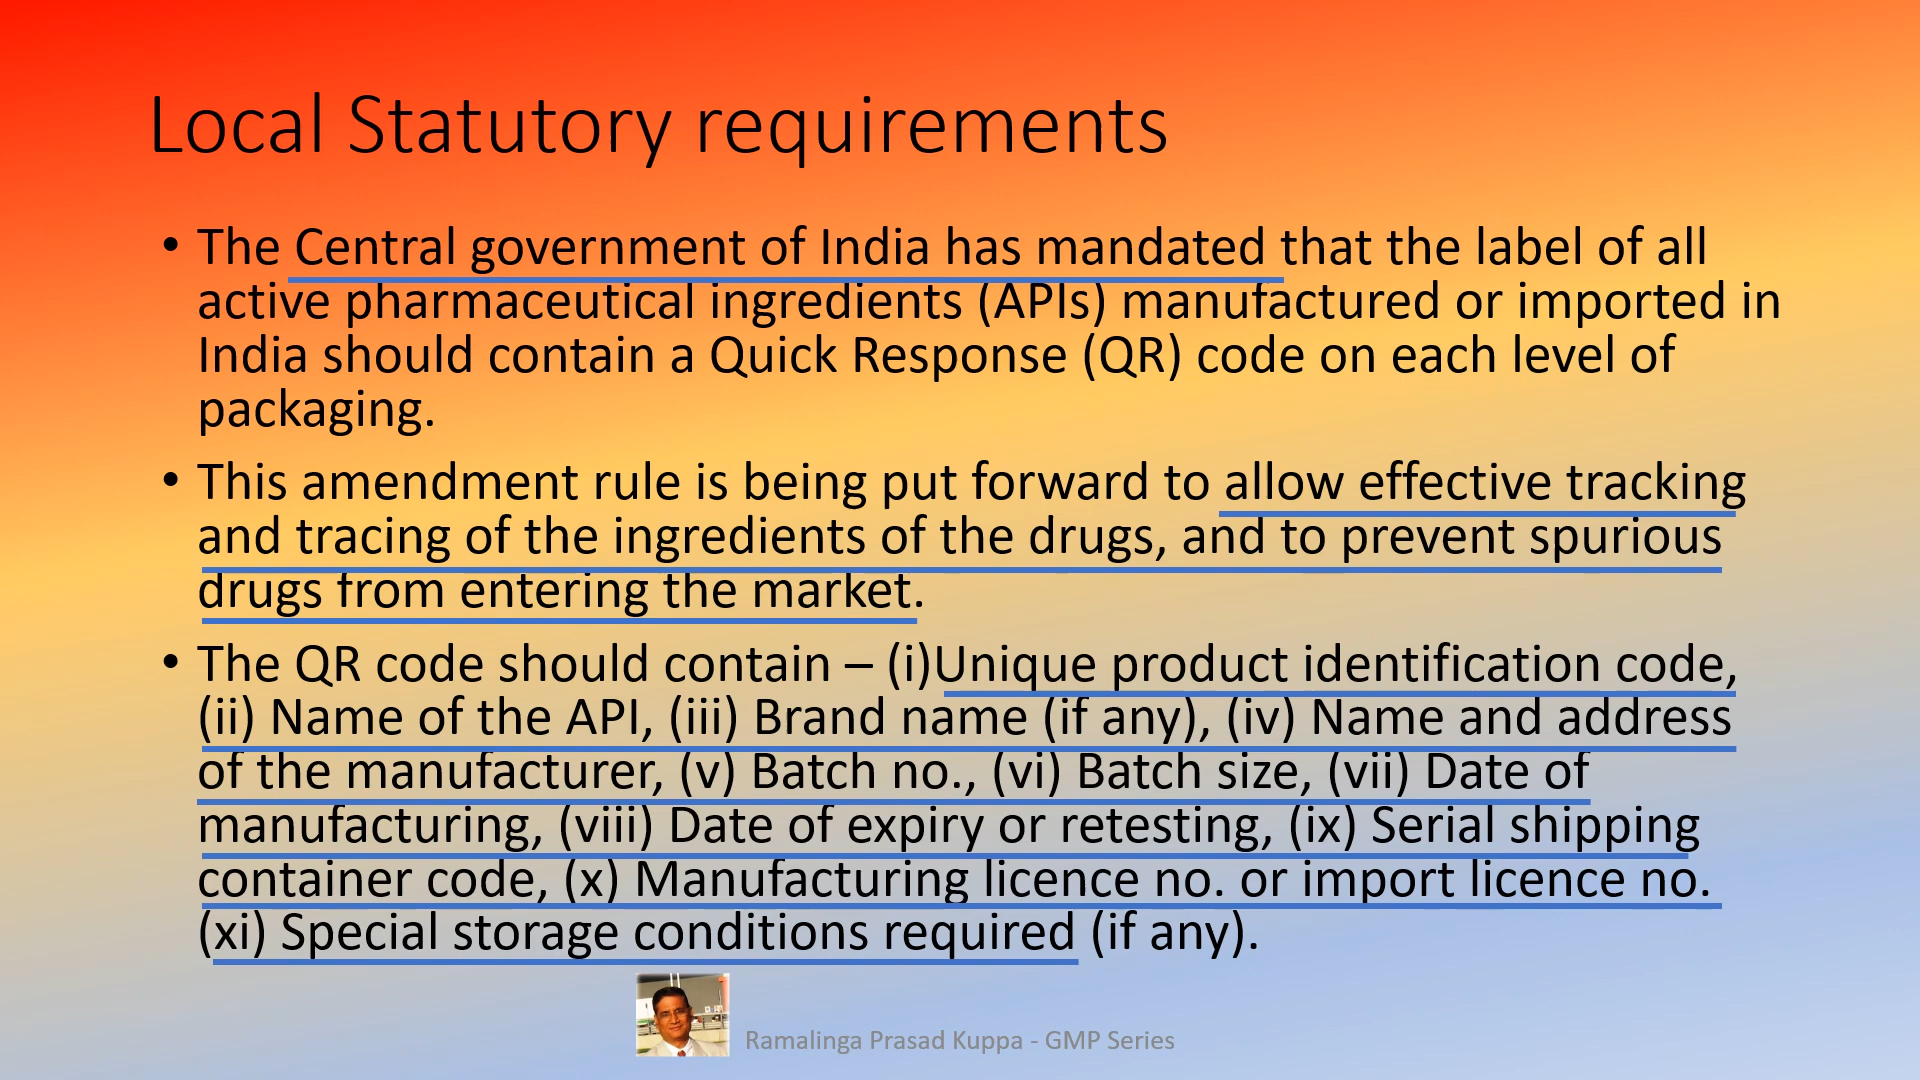 Local Statutory requirements
• The Central government of India has mandated that the label of all
active pharmaceutical ingredients (APIs) manufactured or imported in
India should contain a Quick Response (QR) code on each level of
packaging.
• This amendment rule is being put forward to allow effective tracking
and tracing of the ingredients of the drugs, and to prevent spurious
drugs from entering the market.
• The QR code should contain – (i)Unique product identification code,
(ii) Name of the API, (iii) Brand name (if any), (iv) Name and address
of the manufacturer, (v) Batch no., (vi) Batch size, (vii) Date of
manufacturing, (viii) Date of expiry or retesting, (ix) Serial shipping
container code, (x) Manufacturing licence no. or import licence no.
(xi) Special storage conditions required (if any).
Ramalinga Prasad Kuppa - GMP Series